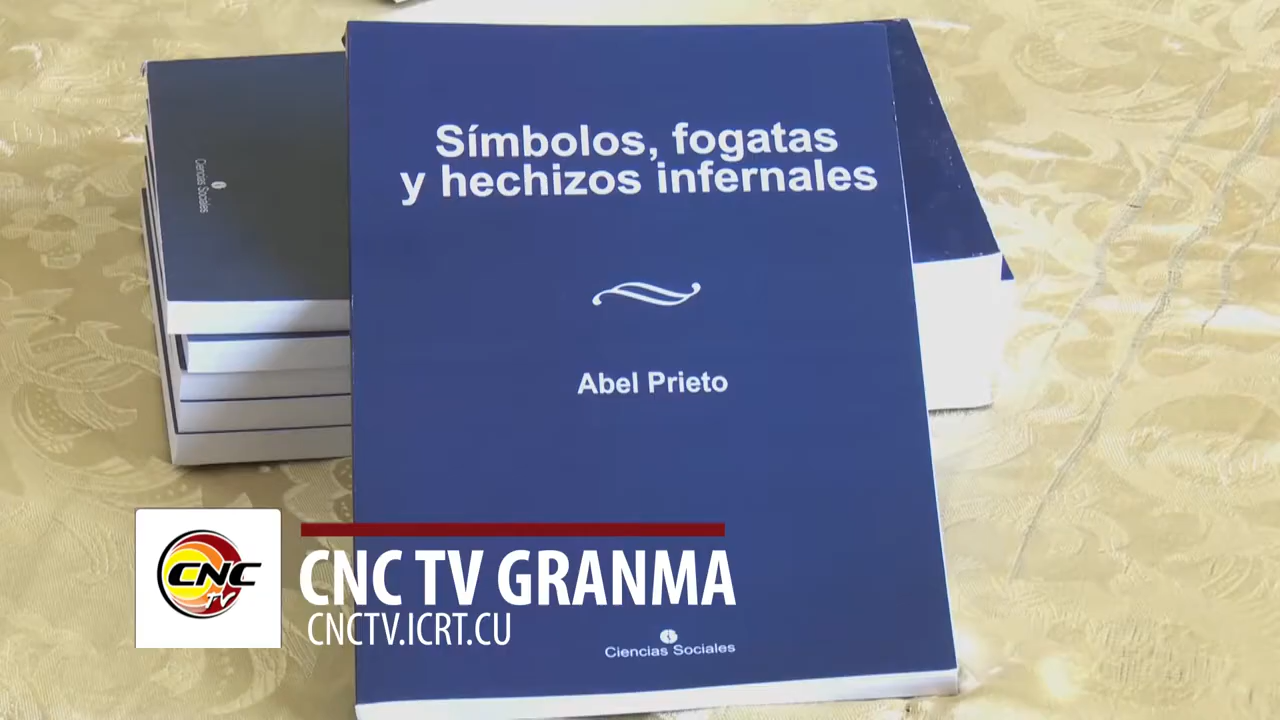 Símbolos, fogatas
y hechizos infernales
Abel Prieto
Ciencias Sociales
Ciencias Sociales
CNC TV
CNC TV GRANMA
CNCTV.ICRT.CU